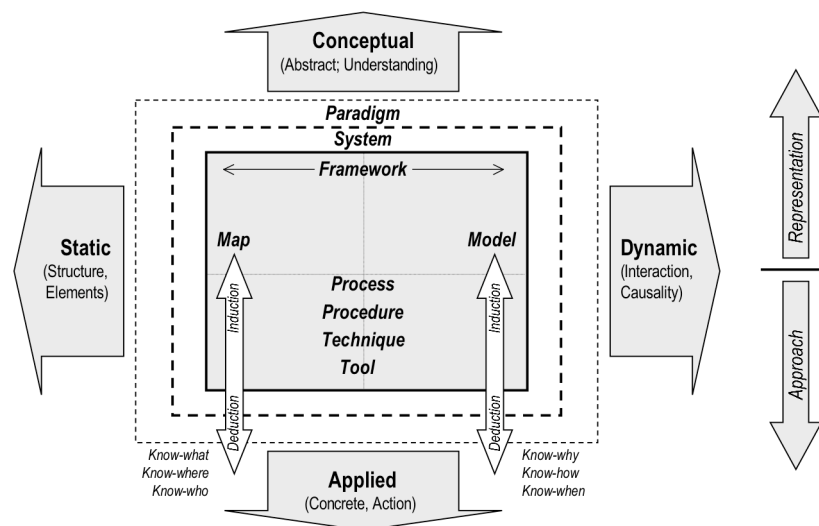 Conceptual
(Abstract; Understanding)
Paradigm
System
Framework
Static
(Structure,
Elements)
Map
Model
Dynamic
(Interaction,
Causality)
Representation
Process
Procedure
Technique
Tool
Induction
Induction
Deduction
Deduction
Approach
Know-what
Know-where
Know-who
Know-why
Know-how
Know-when
Applied
(Concrete, Action)